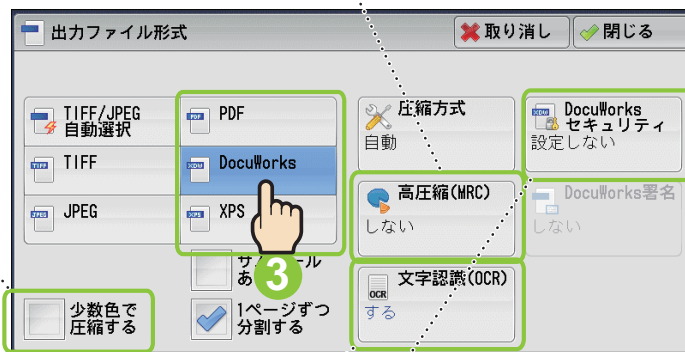 出力ファイル形式
取り消し
閉じる
TIFF/JPEG
自動選択
PDF
圧縮方式
自動
DocuWorks
セキュリティ
設定しない
TIFF
DocuWorks
高圧縮(MRC)
しない
DocuWorks署名
しない
JPEG
XPS
3
文字認識(OCR)
する
少数色で
圧縮する
1ページずつ
分割する